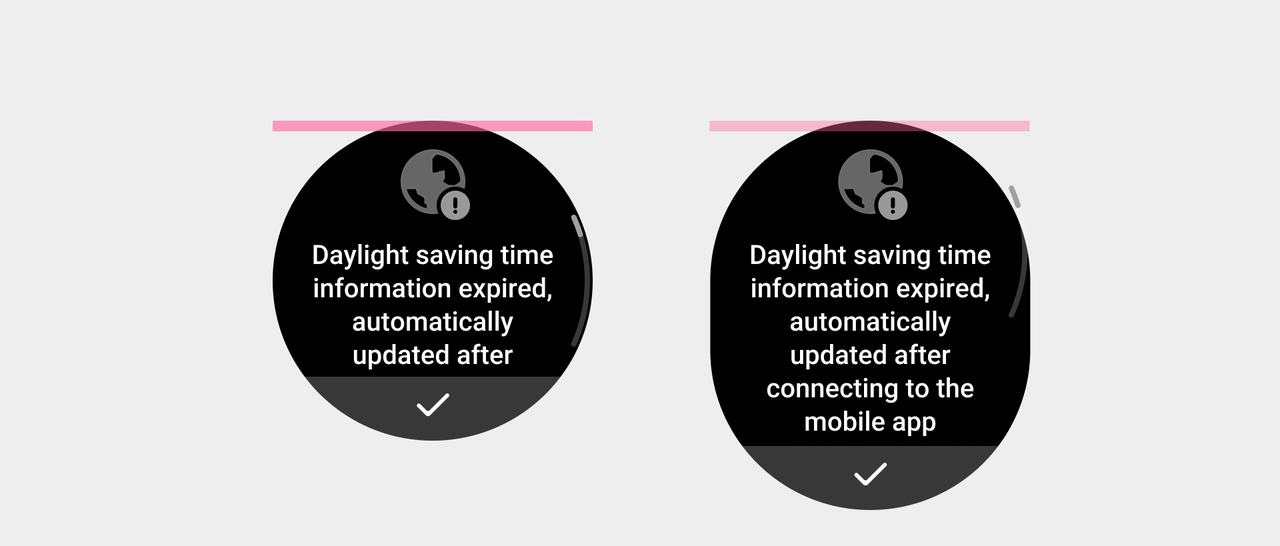 Daylight saving time
information expired,
automatically
updated after
Daylight saving time
information expired,
automatically
updated after
connecting to the
mobile app